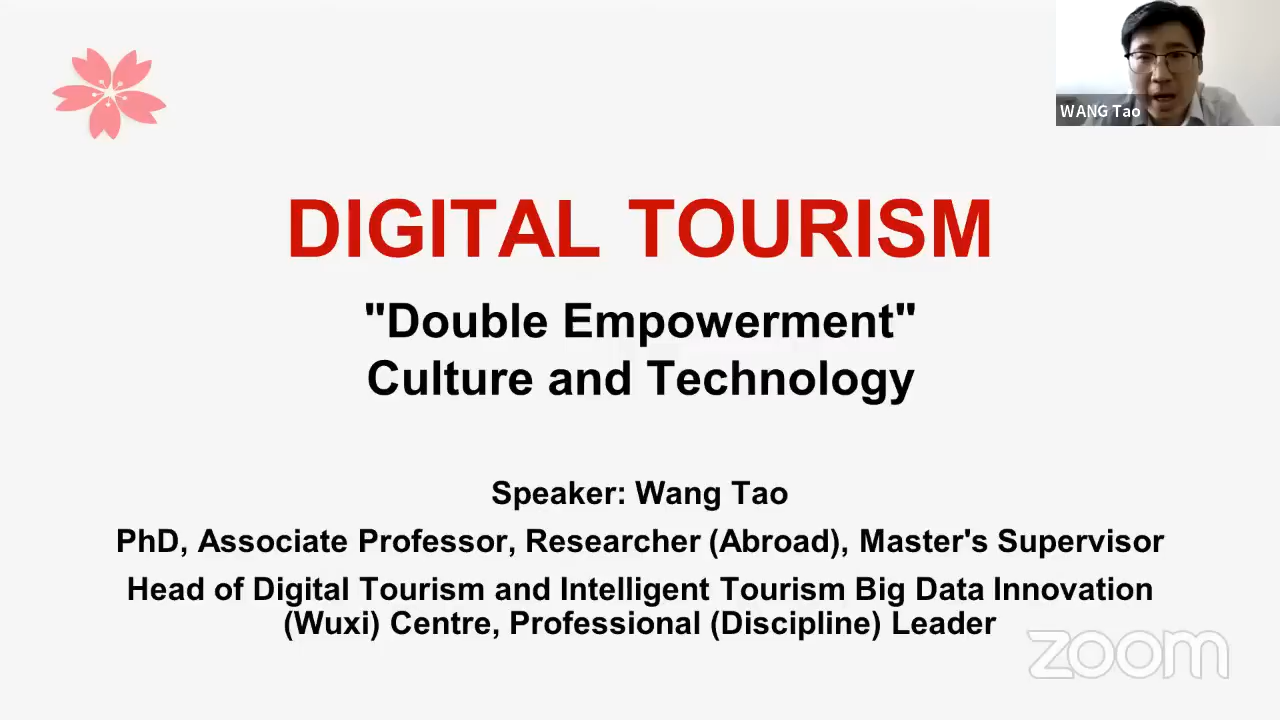 WANG Tao
DIGITAL TOURISM
"Double Empowerment"
Culture and Technology
Speaker: Wang Tao
PhD, Associate Professor, Researcher (Abroad), Master's Supervisor
Head of Digital Tourism and Intelligent Tourism Big Data Innovation
(Wuxi) Centre, Professional (Discipline) Leader
zoom